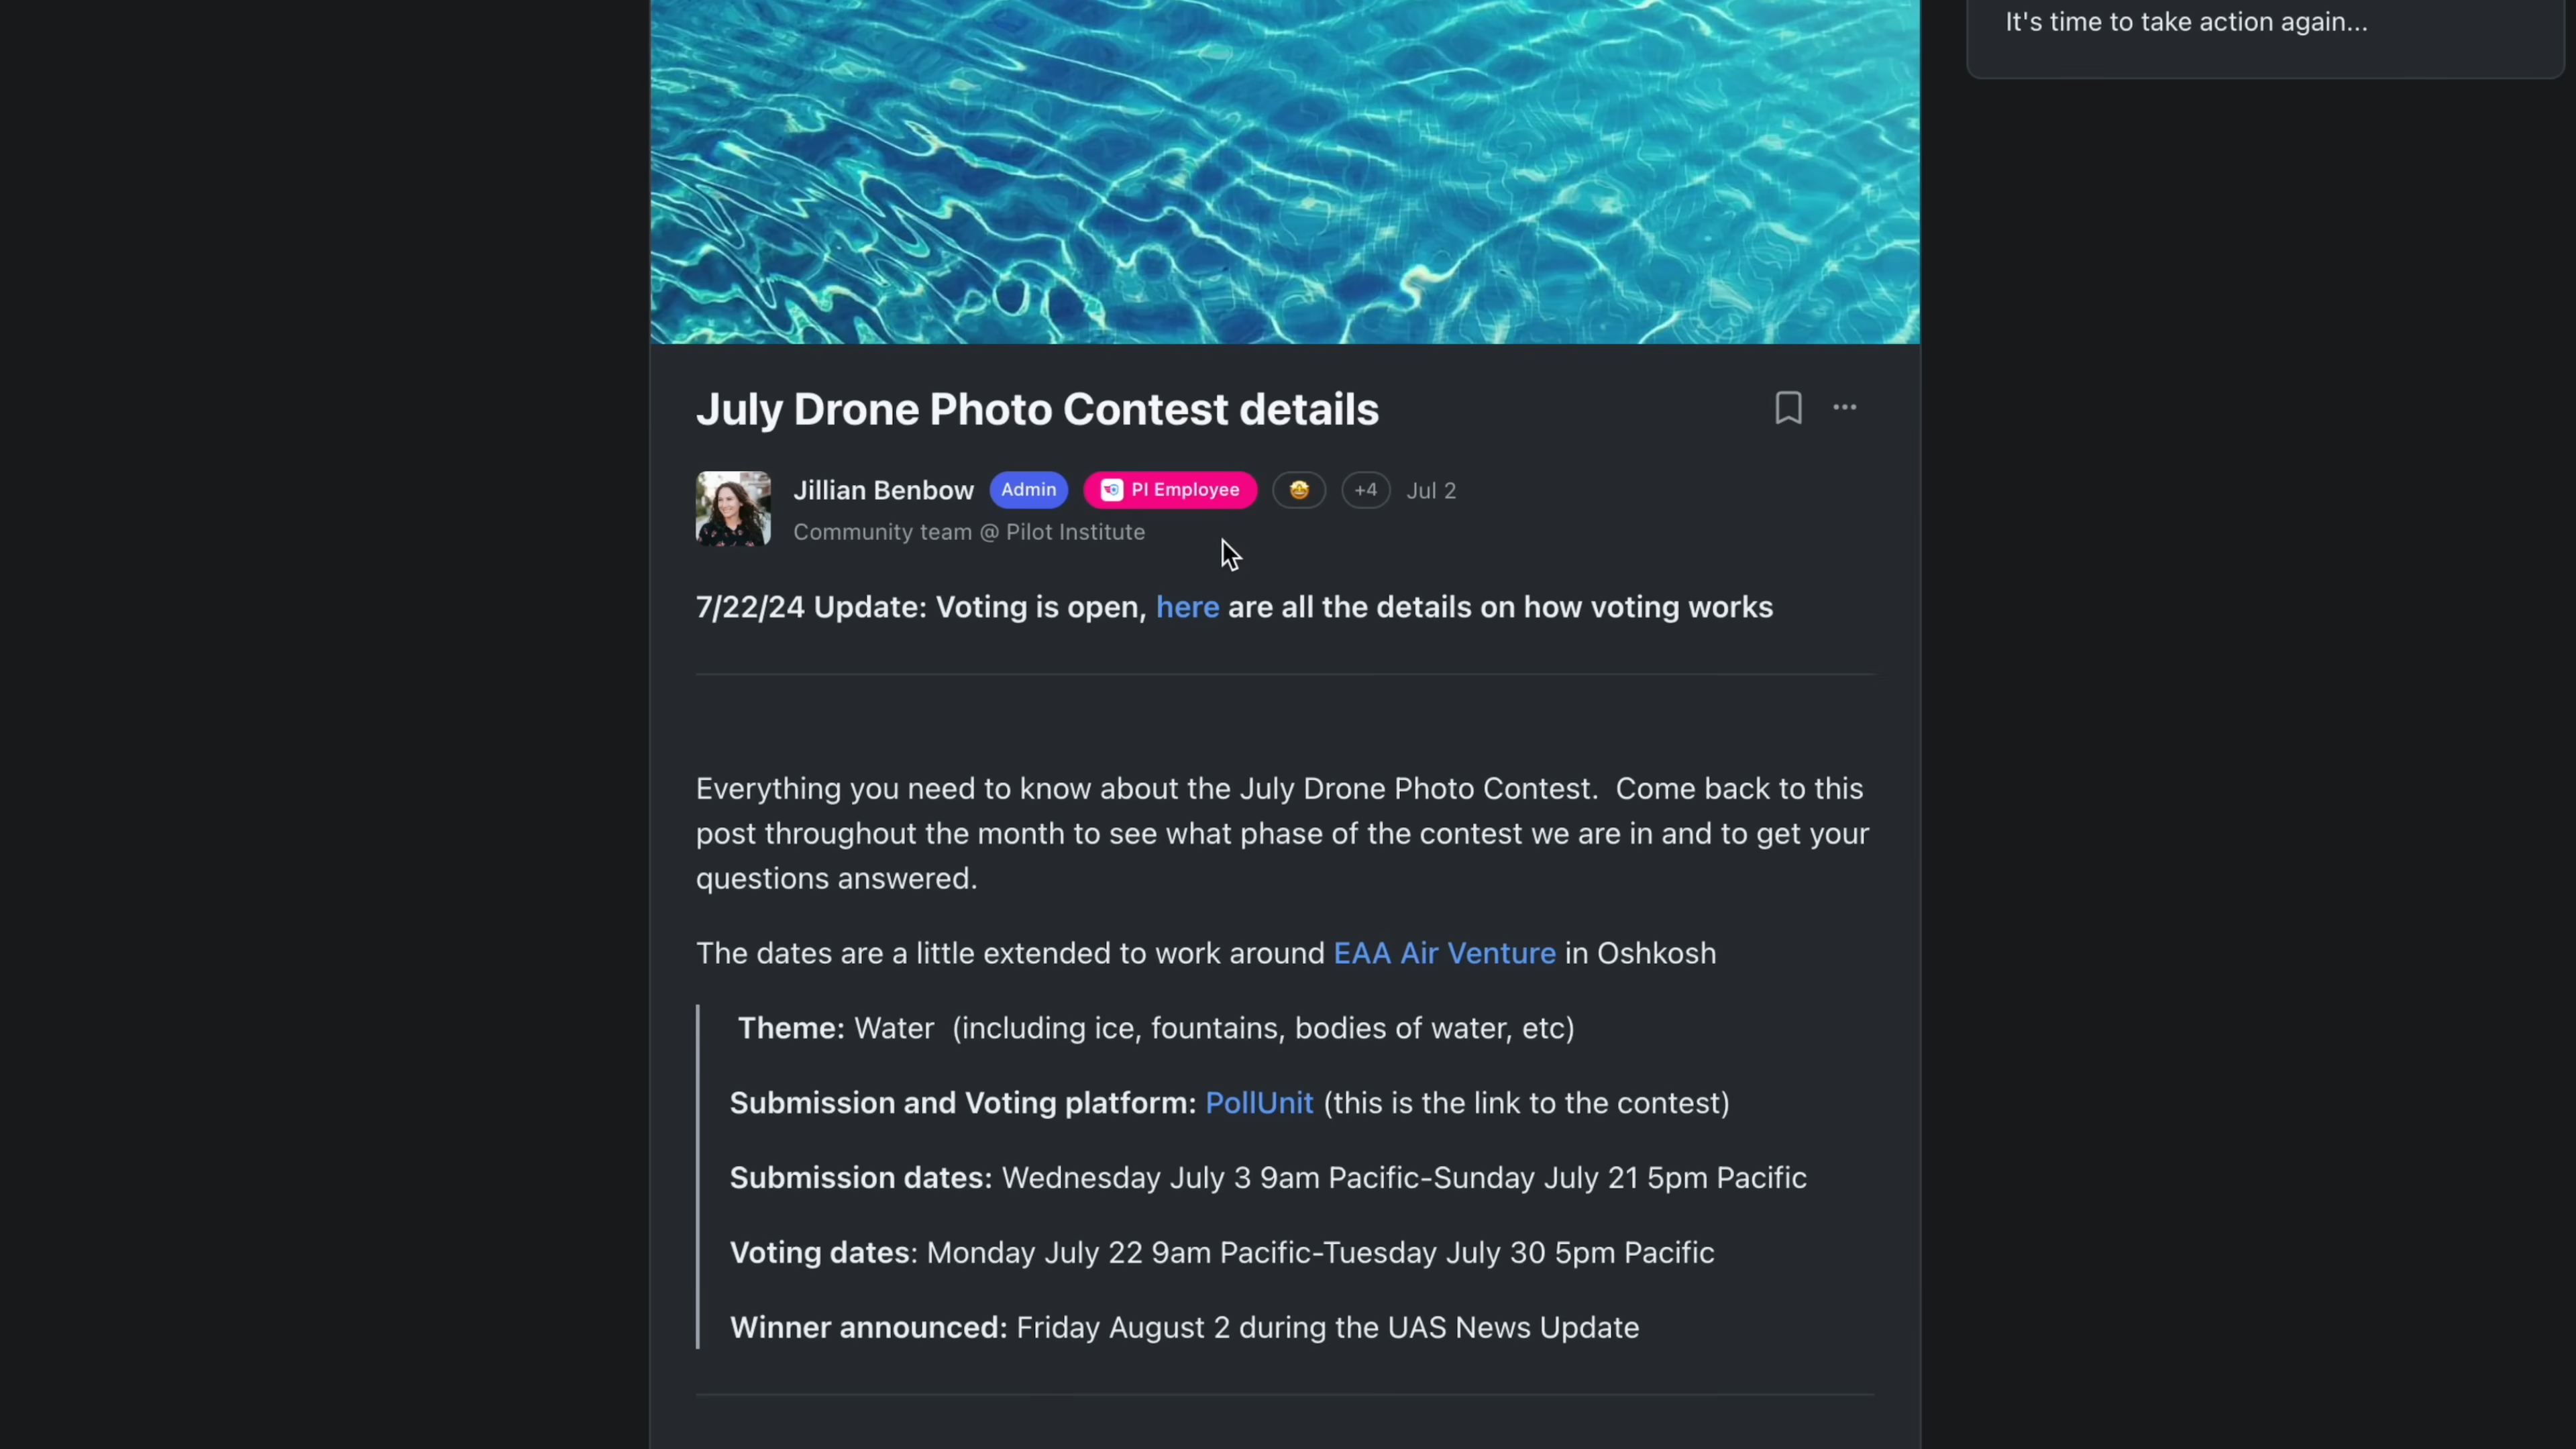 It's time to take action again...
July Drone Photo Contest details
Jillian Benbow Admin PI Employee +4 Jul 2
Community team @ Pilot Institute
7/22/24 Update: Voting is open, here are all the details on how voting works
Everything you need to know about the July Drone Photo Contest.  Come back to this
post throughout the month to see what phase of the contest we are in and to get your
questions answered.
The dates are a little extended to work around EAA Air Venture in Oshkosh
Theme: Water  (including ice, fountains, bodies of water, etc)
Submission and Voting platform: PollUnit (this is the link to the contest)
Submission dates: Wednesday July 3 9am Pacific-Sunday July 21 5pm Pacific
Voting dates: Monday July 22 9am Pacific-Tuesday July 30 5pm Pacific
Winner announced: Friday August 2 during the UAS News Update